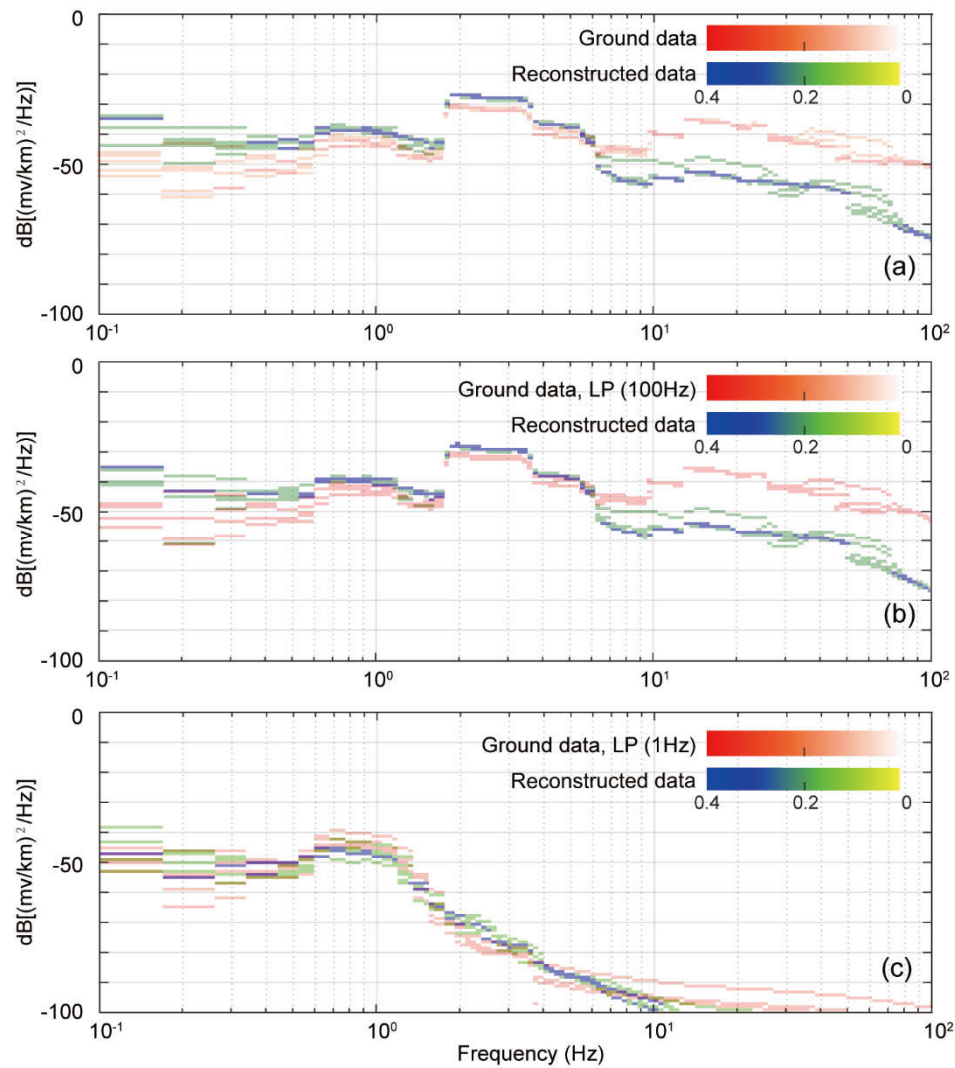 0
Ground data
Reconstructed data
0.4 0.2 0
-50
dB[(mv/km)²/Hz)]
(a)
-100
10⁻¹ 10⁰ 10¹ 10²
0
Ground data, LP (100Hz)
Reconstructed data
0.4 0.2 0
-50
dB[(mv/km)²/Hz)]
(b)
-100
10⁻¹ 10⁰ 10¹ 10²
0
Ground data, LP (1Hz)
Reconstructed data
0.4 0.2 0
-50
dB[(mv/km)²/Hz)]
(c)
-100
10⁻¹ 10⁰ 10¹ 10²
Frequency (Hz)